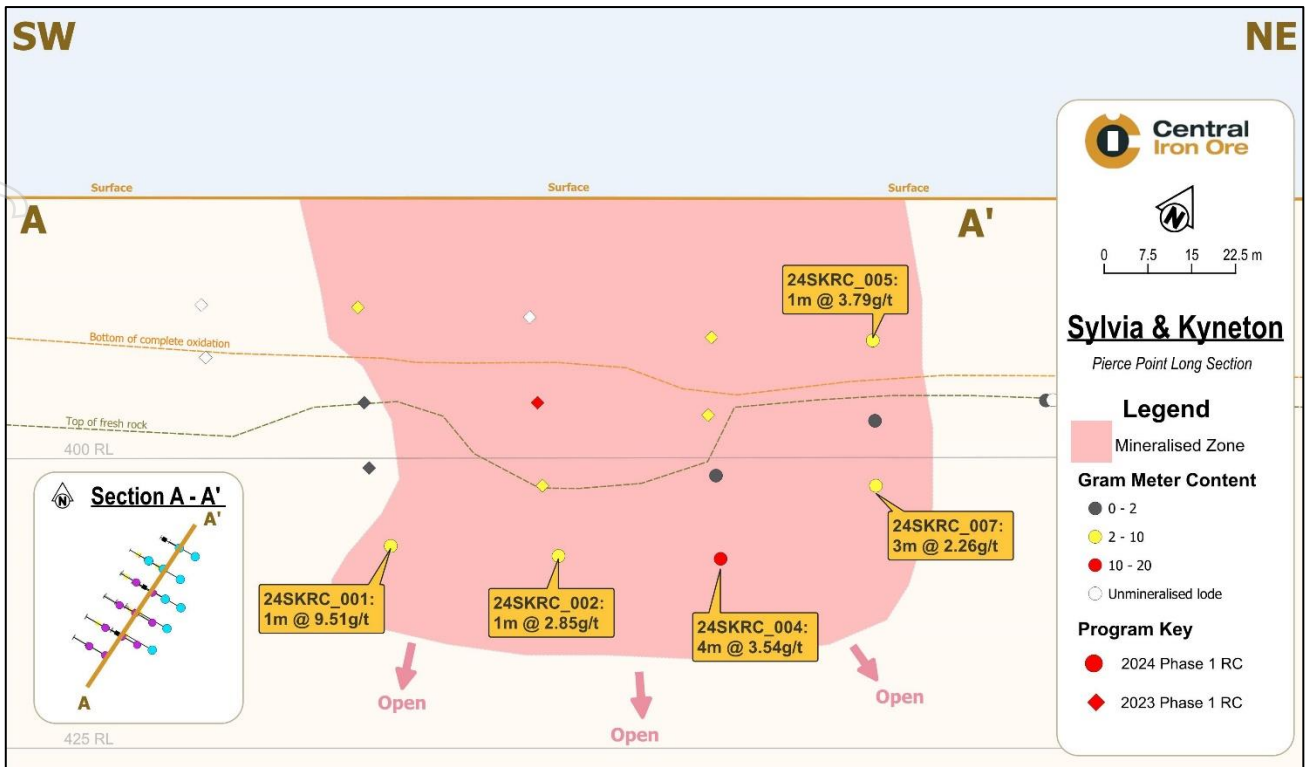 SW
NE
Surface
Surface
Surface
A
A'
24SKRC_005:
1m @ 3.79g/t
Bottom of complete oxidation
Top of fresh rock
400 RL
Section A - A'
N
A'
A
24SKRC_001:
1m @ 9.51g/t
24SKRC_002:
1m @ 2.85g/t
24SKRC_004:
4m @ 3.54g/t
24SKRC_007:
3m @ 2.26g/t
Open
Open
Open
425 RL
Central
Iron Ore
N
0 7.5 15 22.5 m
Sylvia & Kyneton
Pierce Point Long Section
Legend
Mineralised Zone
Gram Meter Content
0 - 2
2 - 10
10 - 20
Unmineralised lode
Program Key
2024 Phase 1 RC
2023 Phase 1 RC